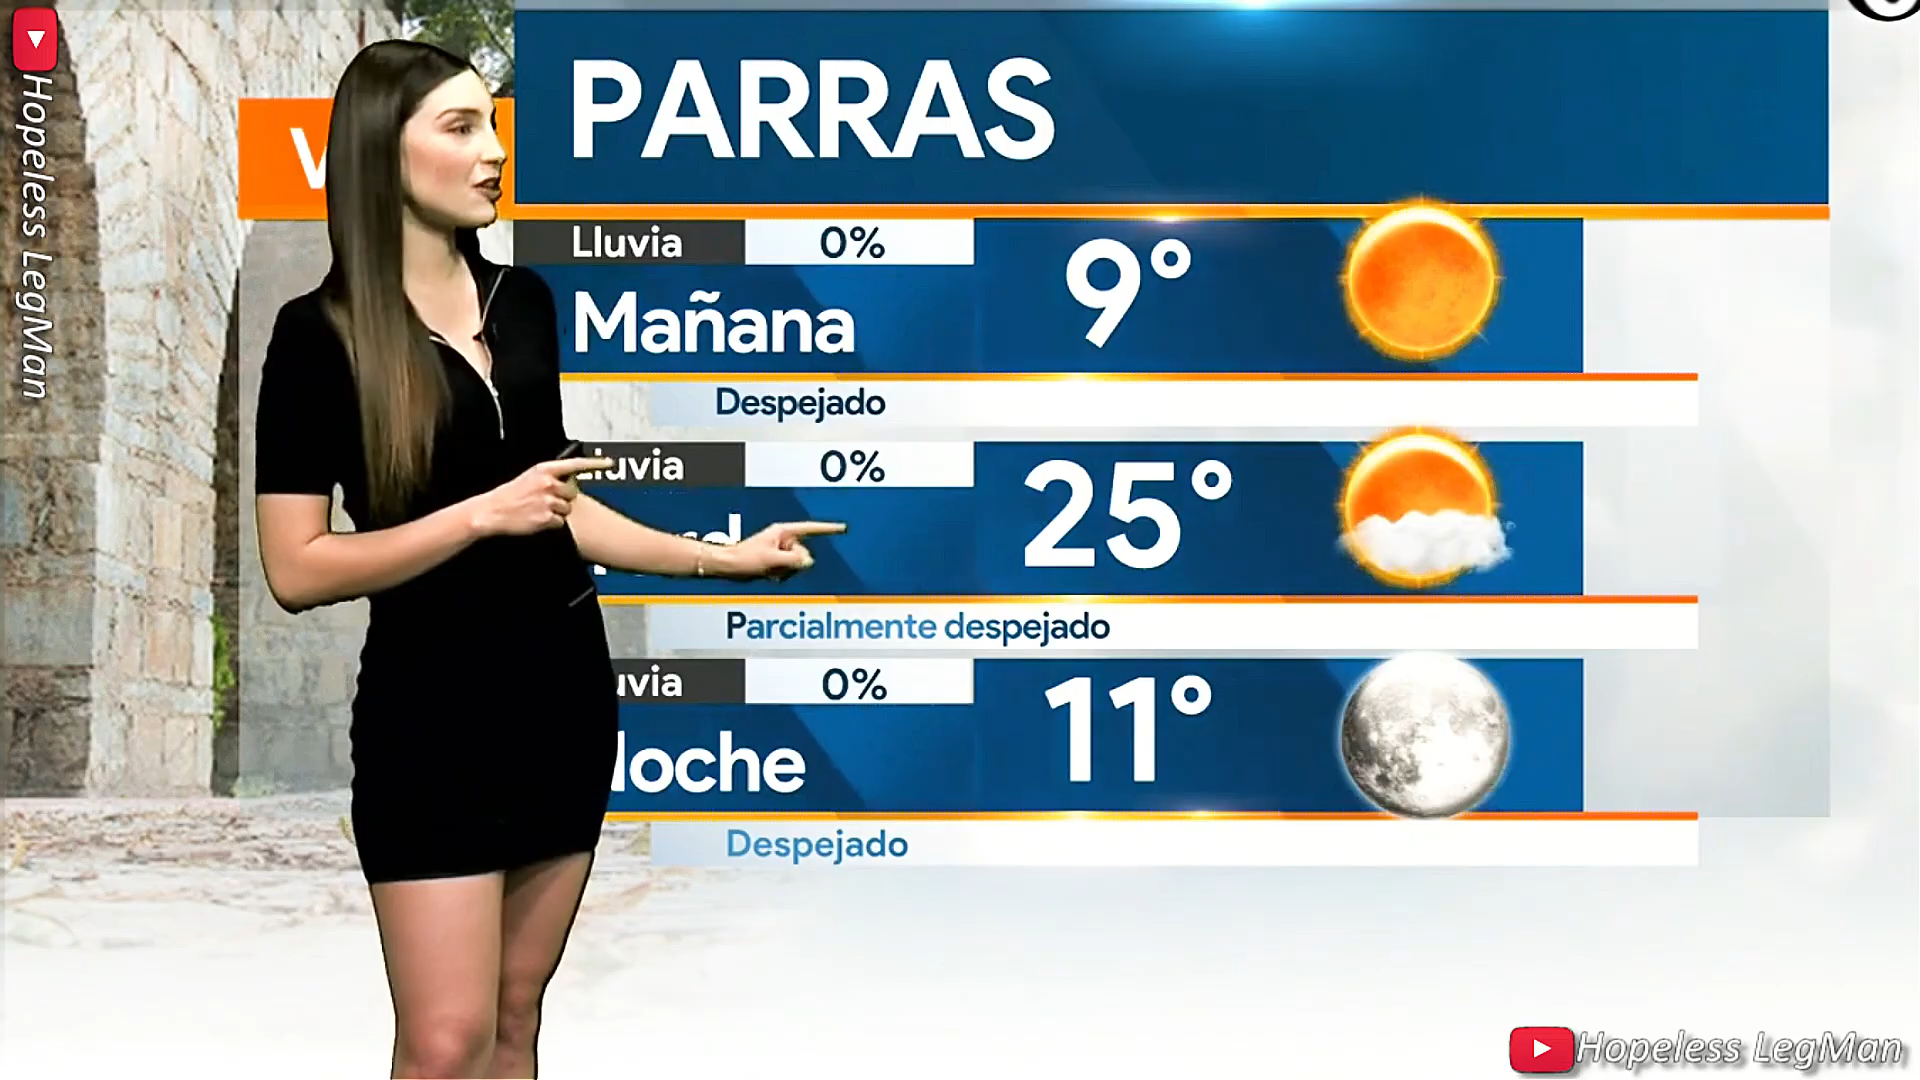 PARRAS
Lluvia 0%
9°
Mañana
Despejado
0%
25°
Parcialmente despejado
0%
11°
Despejado
Hopeless LegMan
Hopeless LegMan